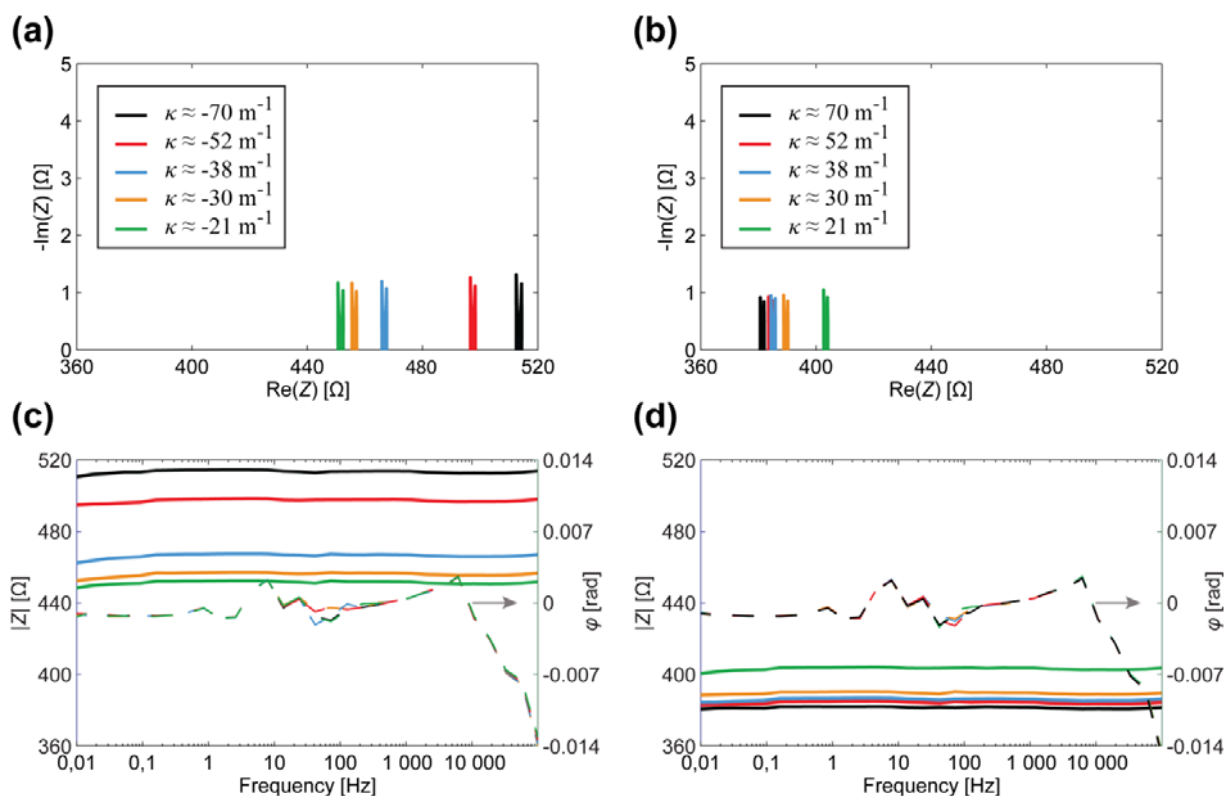 (a)
5
4
3
2
1
0
-Im(Z) [Ω]
κ ≈ -70 m⁻¹
κ ≈ -52 m⁻¹
κ ≈ -38 m⁻¹
κ ≈ -30 m⁻¹
κ ≈ -21 m⁻¹
360 400 440 480 520
Re(Z) [Ω]
(b)
5
4
3
2
1
0
-Im(Z) [Ω]
κ ≈ 70 m⁻¹
κ ≈ 52 m⁻¹
κ ≈ 38 m⁻¹
κ ≈ 30 m⁻¹
κ ≈ 21 m⁻¹
360 400 440 480 520
Re(Z) [Ω]
(c)
520
480
440
400
360
|Z| [Ω]
0.014
0.007
0
-0.007
-0.014
φ [rad]
0,01 0,1 1 10 100 1 000 10 000
Frequency [Hz]
(d)
520
480
440
400
360
|Z| [Ω]
0.014
0.007
0
-0.007
-0.014
φ [rad]
0,01 0,1 1 10 100 1 000 10 000
Frequency [Hz]